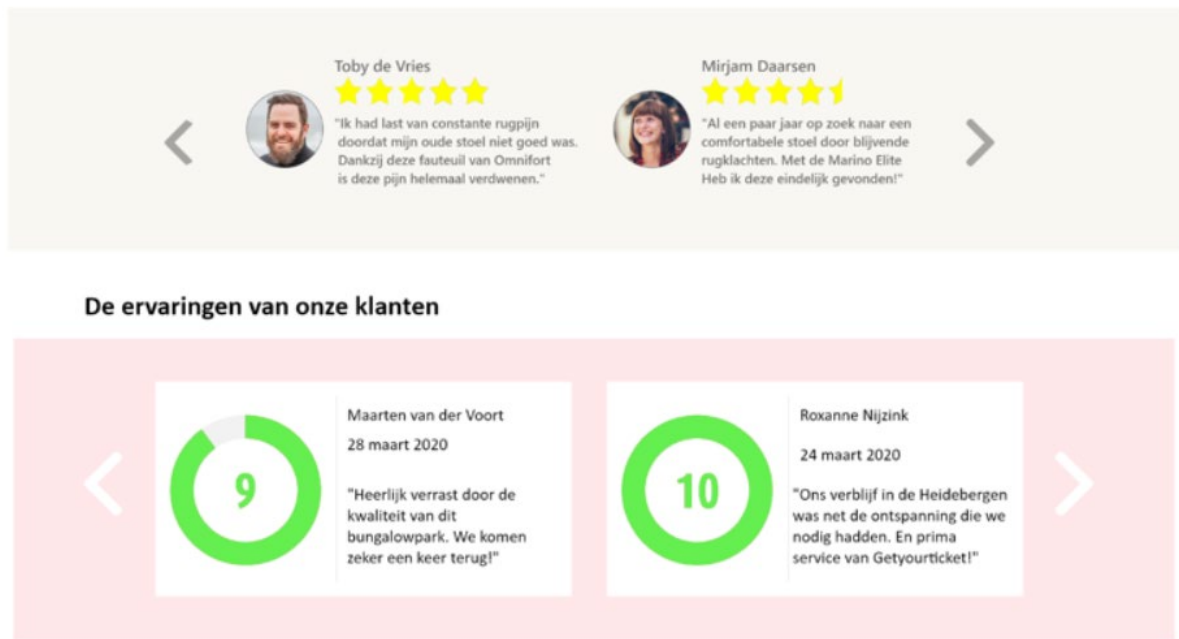 Toby de Vries
"Ik had last van constante rugpijn
doordat mijn oude stoel niet goed was.
Dankzij deze fauteuil van Omnifort
is deze pijn helemaal verdwenen."
Mirjam Daarsen
"Al een paar jaar op zoek naar een
comfortabele stoel door blijvende
rugklachten. Met de Marino Elite
Heb ik deze eindelijk gevonden!"
De ervaringen van onze klanten
9
Maarten van der Voort
28 maart 2020
"Heerlijk verrast door de
kwaliteit van dit
bungalowpark. We komen
zeker een keer terug!"
10
Roxanne Nijzink
24 maart 2020
"Ons verblijf in de Heidebergen
was net de ontspanning die we
nodig hadden. En prima
service van Getyourticket!"